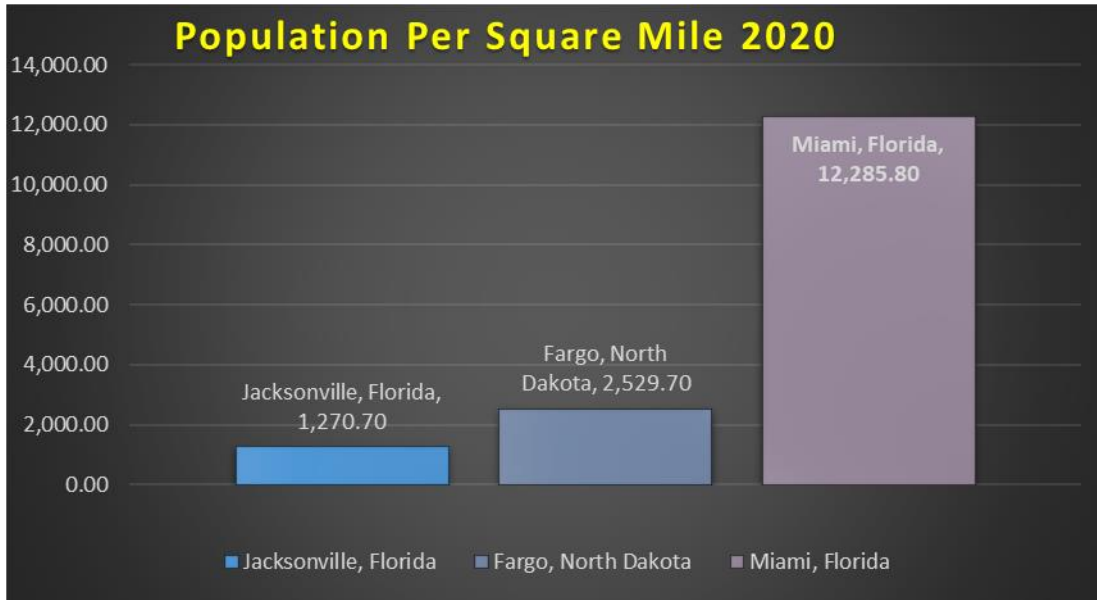 Population Per Square Mile 2020
14,000.00
12,000.00
10,000.00
8,000.00
6,000.00
4,000.00
2,000.00
0.00
Jacksonville, Florida,
1,270.70
Fargo, North
Dakota, 2,529.70
Miami, Florida,
12,285.80
Jacksonville, Florida
Fargo, North Dakota
Miami, Florida